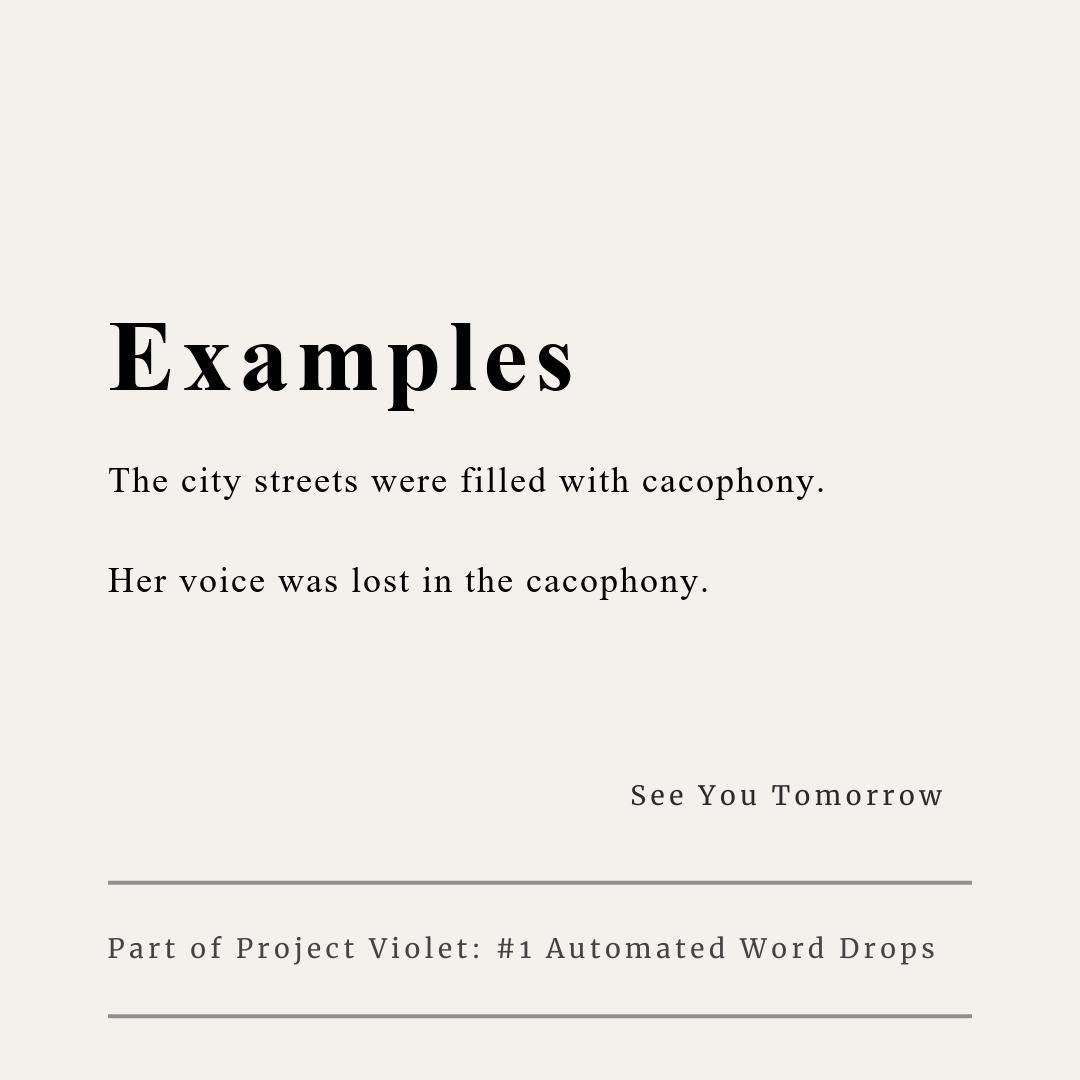 Examples
The city streets were filled with cacophony.
Her voice was lost in the cacophony.
See You Tomorrow
Part of Project Violet: #1 Automated Word Drops